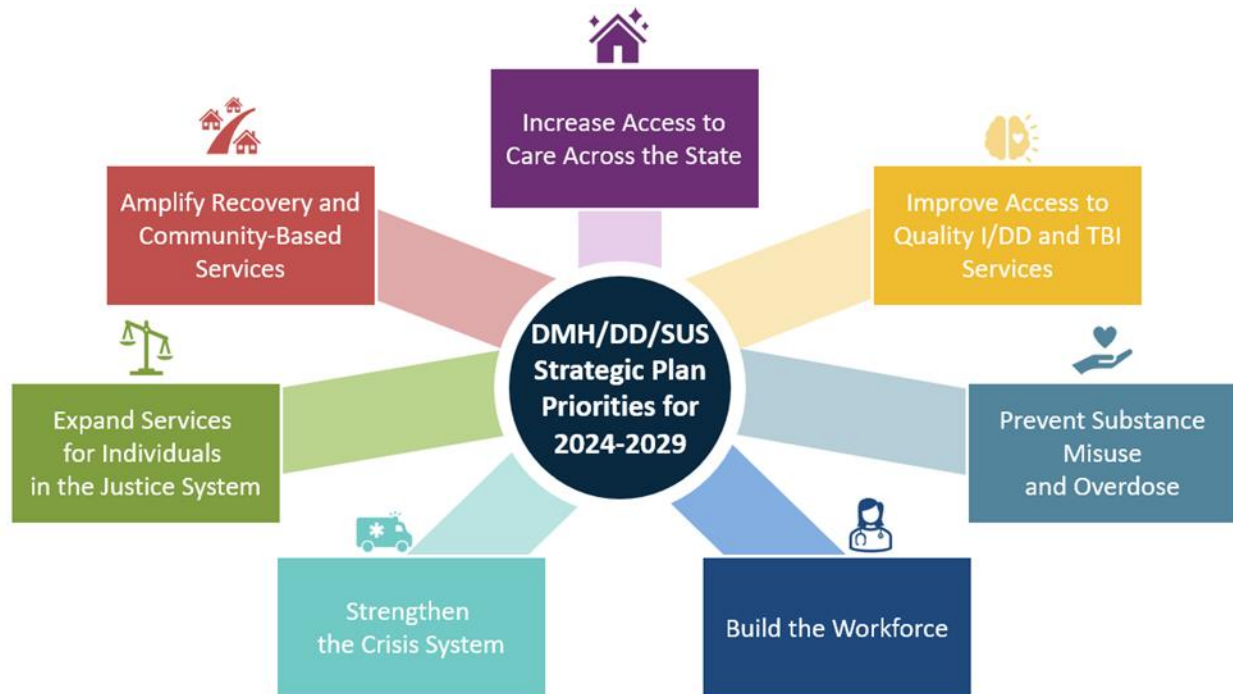 Increase Access to
Care Across the State
Amplify Recovery and
Community-Based
Services
Improve Access to
Quality I/DD and TBI
Services
DMH/DD/SUS
Strategic Plan
Priorities for
2024-2029
Expand Services
for Individuals
in the Justice System
Prevent Substance
Misuse
and Overdose
Strengthen
the Crisis System
Build the Workforce